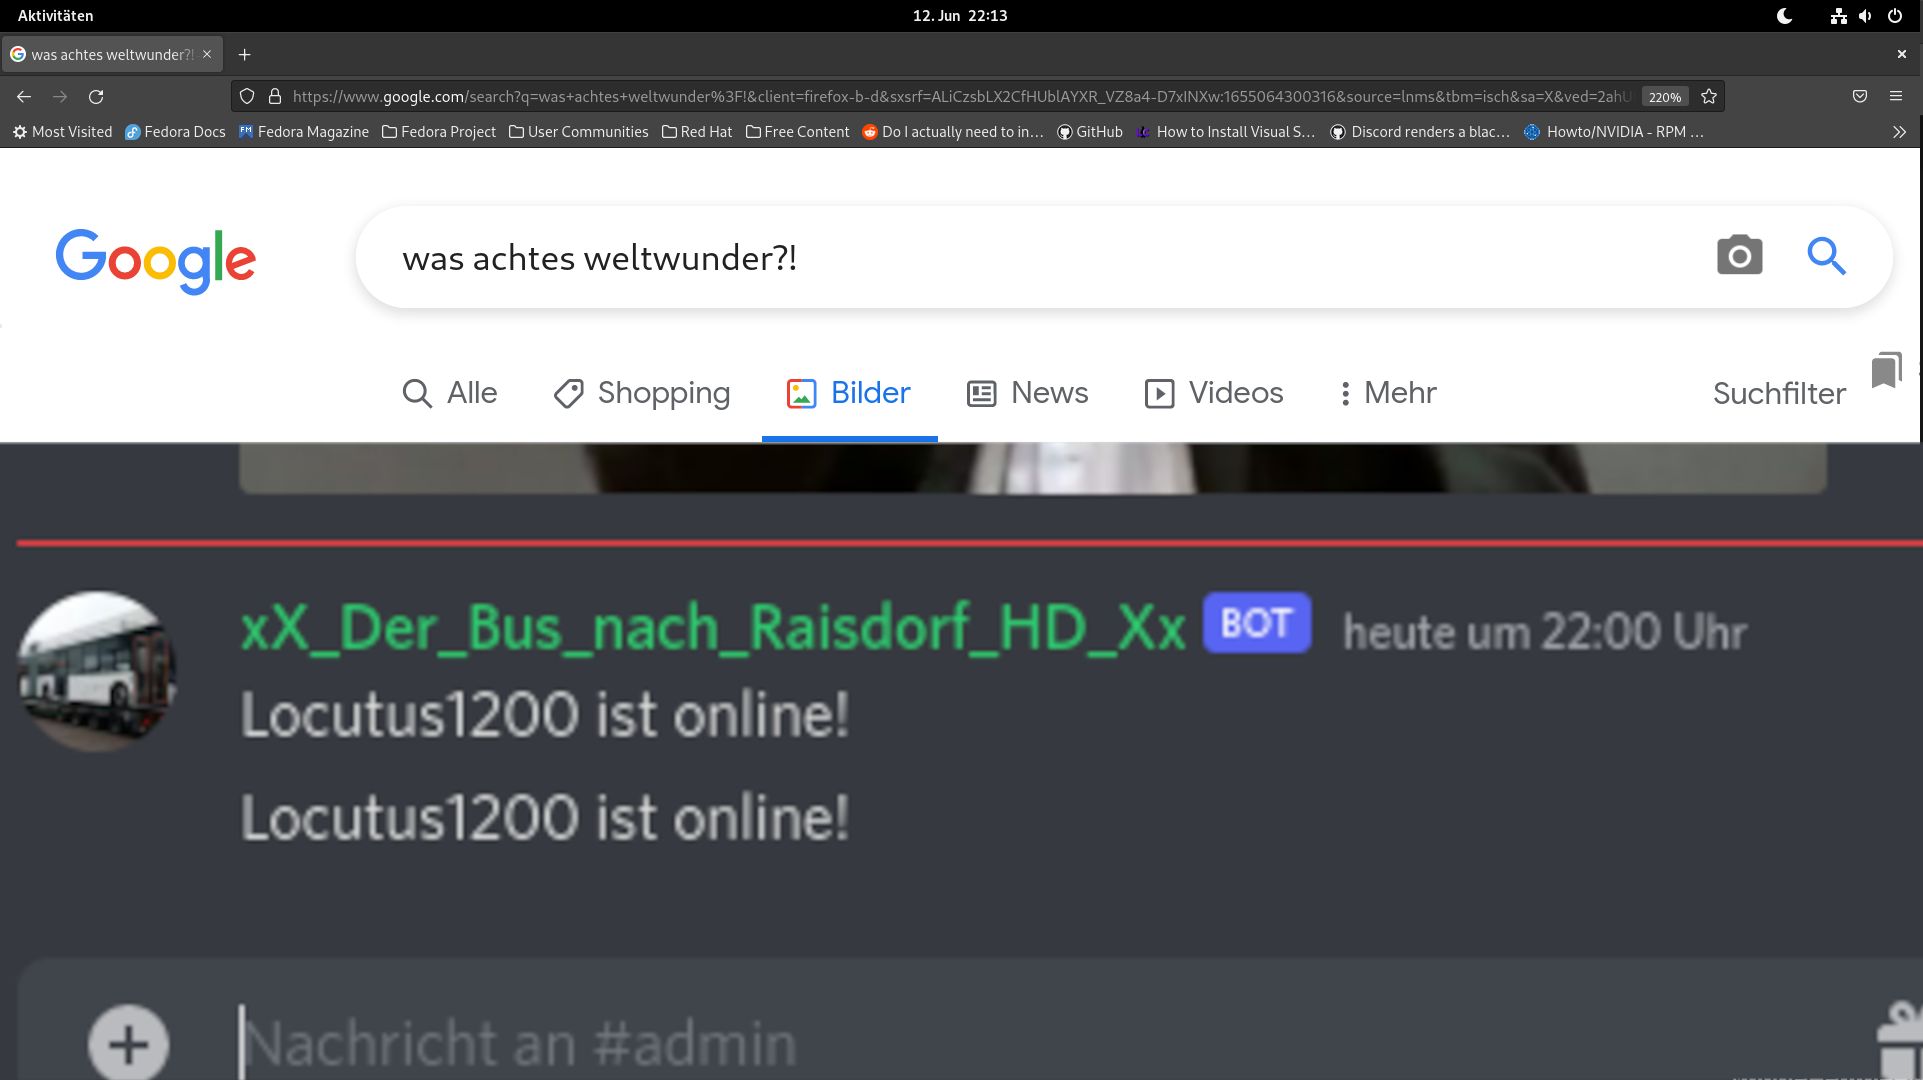 Aktivitäten
12. Jun 22:13
was achtes weltwunder?!
https://www.google.com/search?q=was+achtes+weltwunder%3F!&client=firefox-b-d&sxsrf=ALiCzsbLX2CfHUblAYXR_VZ8a4-D7xINXw:1655064300316&source=lnms&tbm=isch&sa=X&ved=2ahU
220%
Most Visited Fedora Docs Fedora Magazine Fedora Project User Communities Red Hat Free Content Do I actually need to in… GitHub How to Install Visual S… Discord renders a blac… Howto/NVIDIA - RPM …
Google
was achtes weltwunder?!
Alle Shopping Bilder News Videos Mehr Suchfilter
xX_Der_Bus_nach_Raisdorf_HD_Xx BOT heute um 22:00 Uhr
Locutus1200 ist online!
Locutus1200 ist online!
Nachricht an #admin